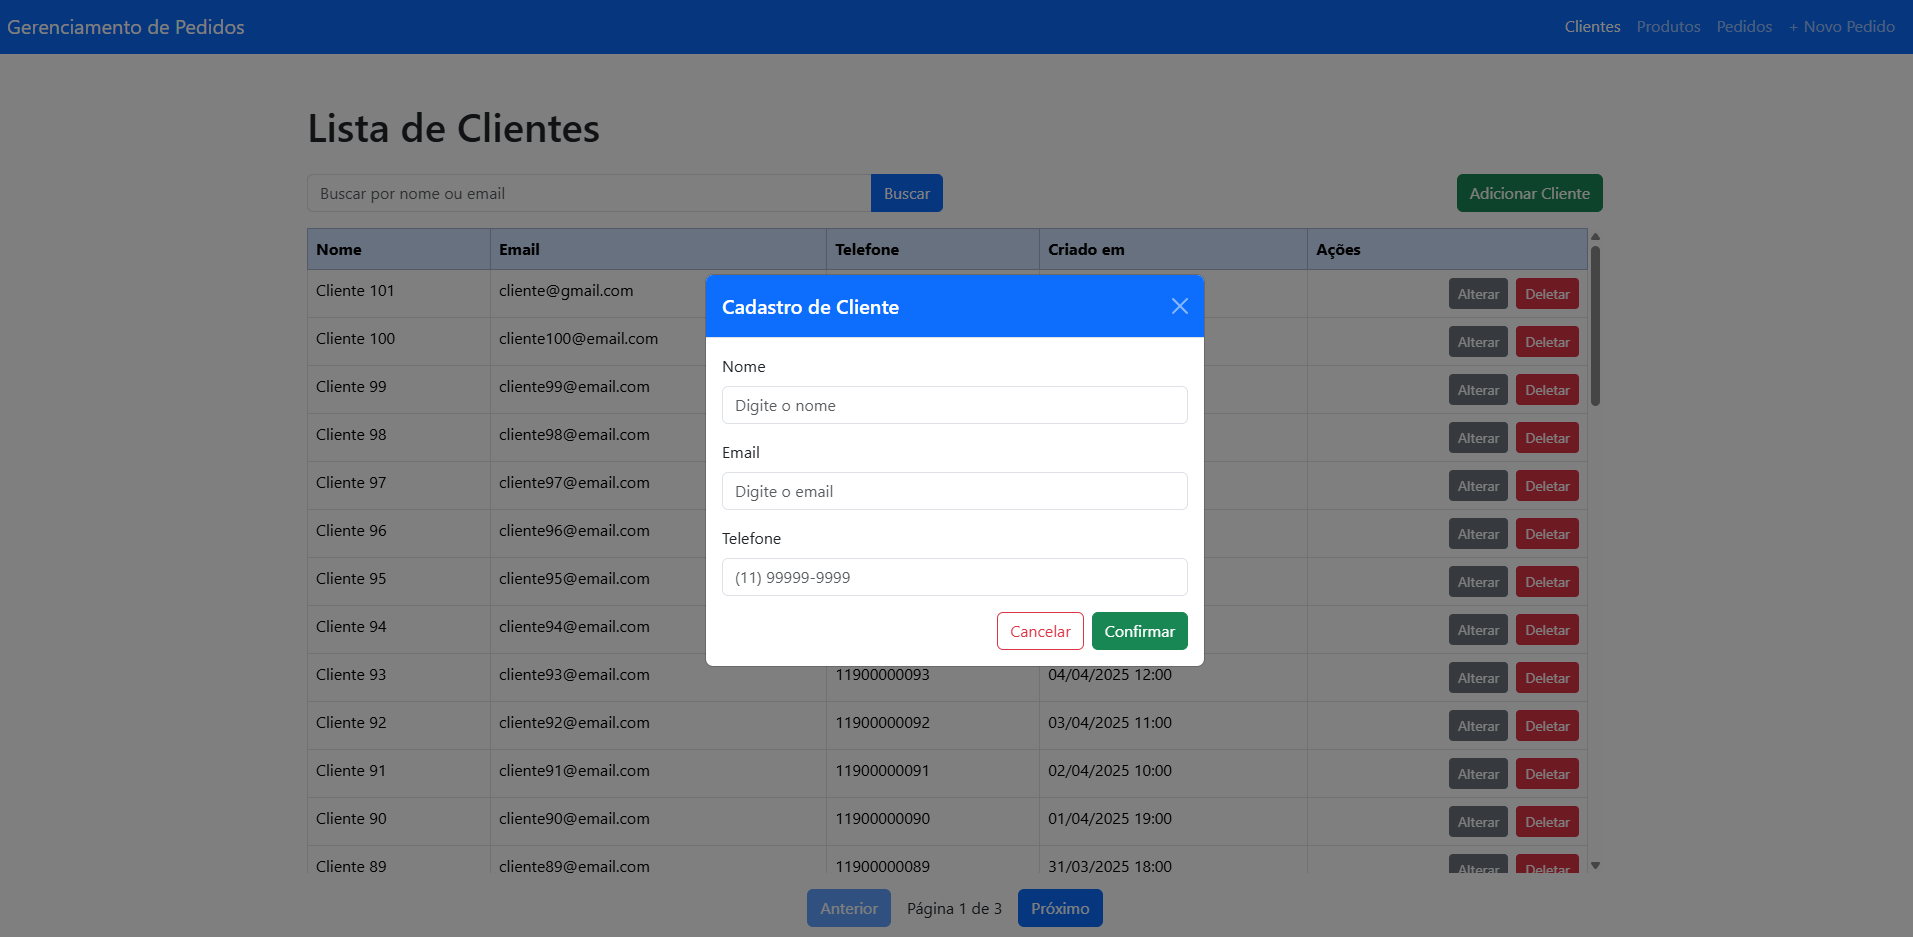 Gerenciamento de Pedidos Clientes Produtos Pedidos + Novo Pedido
Lista de Clientes
Buscar por nome ou email Buscar Adicionar Cliente
Nome Email Telefone Criado em Ações
Cliente 101 cliente@gmail.com Alterar Deletar
Cliente 100 cliente100@email.com Alterar Deletar
Cliente 99 cliente99@email.com Alterar Deletar
Cliente 98 cliente98@email.com Alterar Deletar
Cliente 97 cliente97@email.com Alterar Deletar
Cliente 96 cliente96@email.com Alterar Deletar
Cliente 95 cliente95@email.com Alterar Deletar
Cliente 94 cliente94@email.com Alterar Deletar
Cliente 93 cliente93@email.com 11900000093 04/04/2025 12:00 Alterar Deletar
Cliente 92 cliente92@email.com 11900000092 03/04/2025 11:00 Alterar Deletar
Cliente 91 cliente91@email.com 11900000091 02/04/2025 10:00 Alterar Deletar
Cliente 90 cliente90@email.com 11900000090 01/04/2025 19:00 Alterar Deletar
Cliente 89 cliente89@email.com 11900000089 31/03/2025 18:00 Alterar Deletar
Anterior Página 1 de 3 Próximo
Cadastro de Cliente
Nome
Digite o nome
Email
Digite o email
Telefone
(11) 99999-9999
Cancelar Confirmar